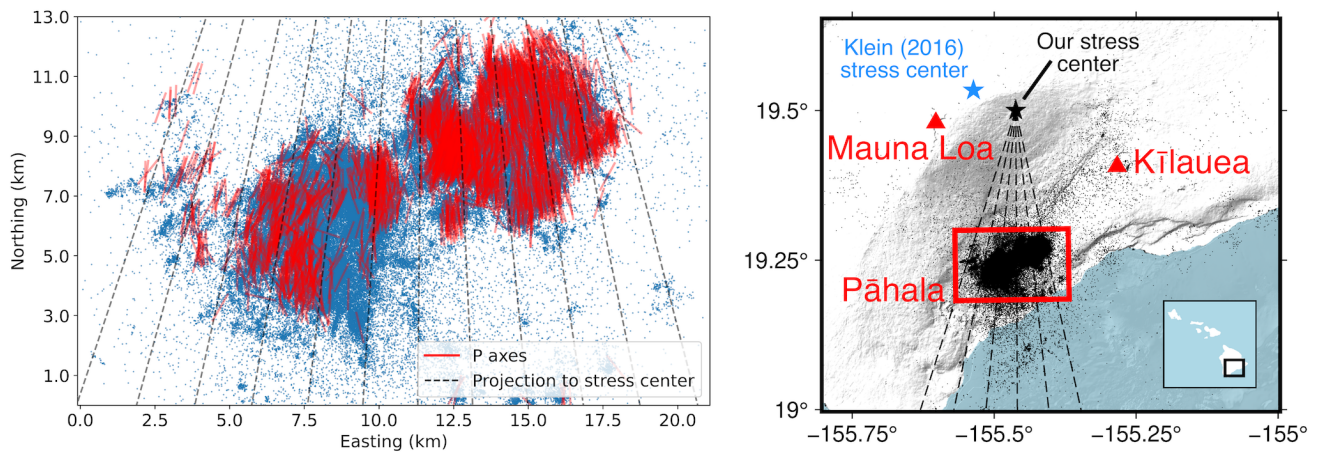 13.0
11.0
9.0
7.0
5.0
3.0
1.0
Northing (km)
0.0
2.5
5.0
7.5
10.0
12.5
15.0
17.5
20.0
Easting (km)
P axes
Projection to stress center
Klein (2016)
stress center
Our stress
center
Mauna Loa
Kīlauea
Pāhala
19.5°
19.25°
19°
−155.75°
−155.5°
−155.25°
−155°